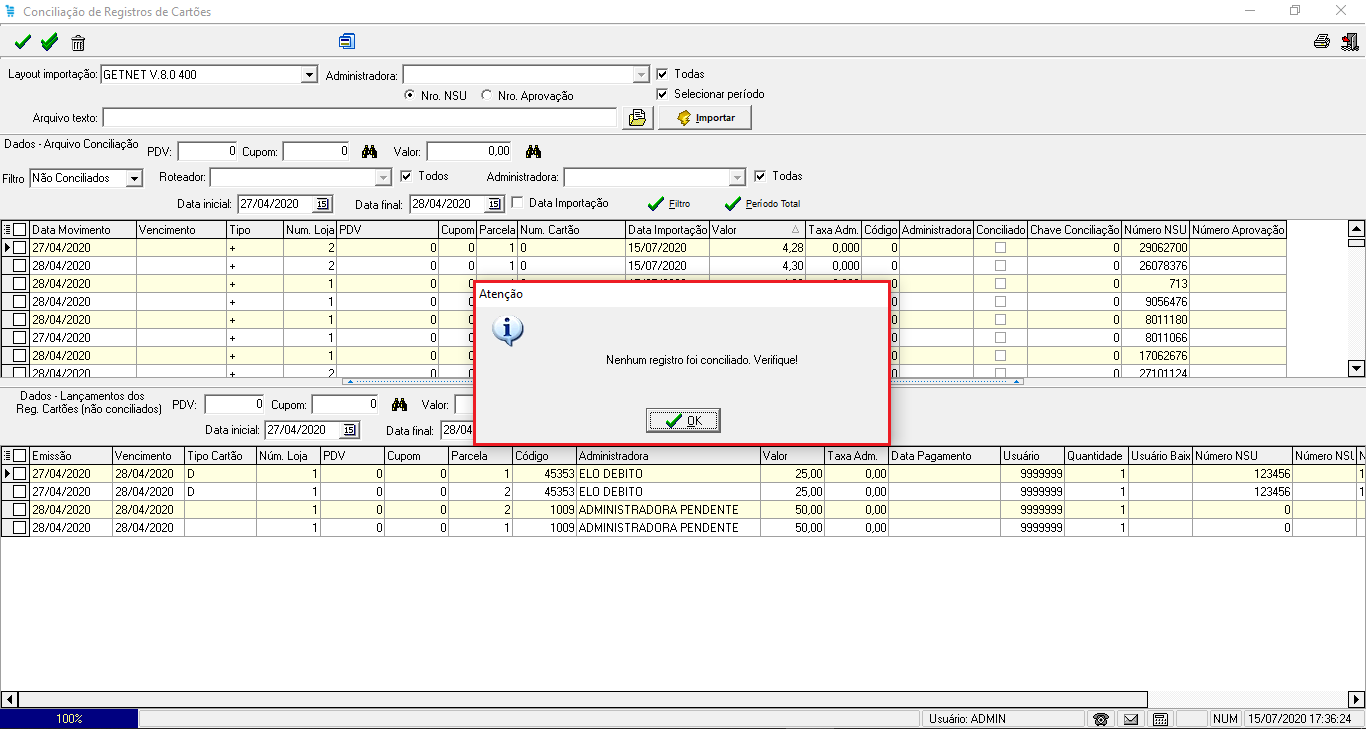 Conciliação de Registros de Cartões
Layout importação: GETNET V.8.0 400 Administradora: Todas
Nro. NSU Nro. Aprovação Selecionar período
Arquivo texto: Importar
Dados - Arquivo Conciliação PDV: 0 Cupom: 0 Valor: 0,00
Filtro Não Conciliados Roteador: Todos Administradora: Todas
Data inicial: 27/04/2020 15 Data final: 28/04/2020 15 Data Importação Filtro Período Total
Data Movimento Vencimento Tipo Num. Loja PDV Cupom Parcela Num. Cartão Data Importação Valor Taxa Adm. Código Administradora Conciliado Chave Conciliação Número NSU Número Aprovação
27/04/2020 + 2 0 0 1 0 15/07/2020 4,28 0,000 0 0 29062700
28/04/2020 + 2 0 0 1 0 15/07/2020 4,30 0,000 0 0 26078376
28/04/2020 + 1 0 0 0 713
28/04/2020 + 1 0 0 0 9056476
28/04/2020 + 1 0 0 0 8011180
27/04/2020 + 1 0 0 0 8011066
28/04/2020 + 1 0 0 0 17062676
28/04/2020 + 2 0 0 0 27101124
Atenção
Nenhum registro foi conciliado. Verifique!
OK
Dados - Lançamentos dos
Reg. Cartões (não conciliados) PDV: 0 Cupom: 0 Valor:
Data inicial: 27/04/2020 15 Data final: 28/04
Emissão Vencimento Tipo Cartão Núm. Loja PDV Cupom Parcela Código Administradora Valor Taxa Adm. Data Pagamento Usuário Quantidade Usuário Baix Número NSU Número NSU N
27/04/2020 28/04/2020 D 1 0 0 1 45353 ELO DEBITO 25,00 0,00 9999999 1 123456 1
27/04/2020 28/04/2020 D 1 0 0 2 45353 ELO DEBITO 25,00 0,00 9999999 1 123456 1
28/04/2020 28/04/2020 1 0 0 2 1009 ADMINISTRADORA PENDENTE 50,00 0,00 9999999 1 0
28/04/2020 28/04/2020 1 0 0 1 1009 ADMINISTRADORA PENDENTE 50,00 0,00 9999999 1 0
100% Usuário: ADMIN NUM 15/07/2020 17:36:24